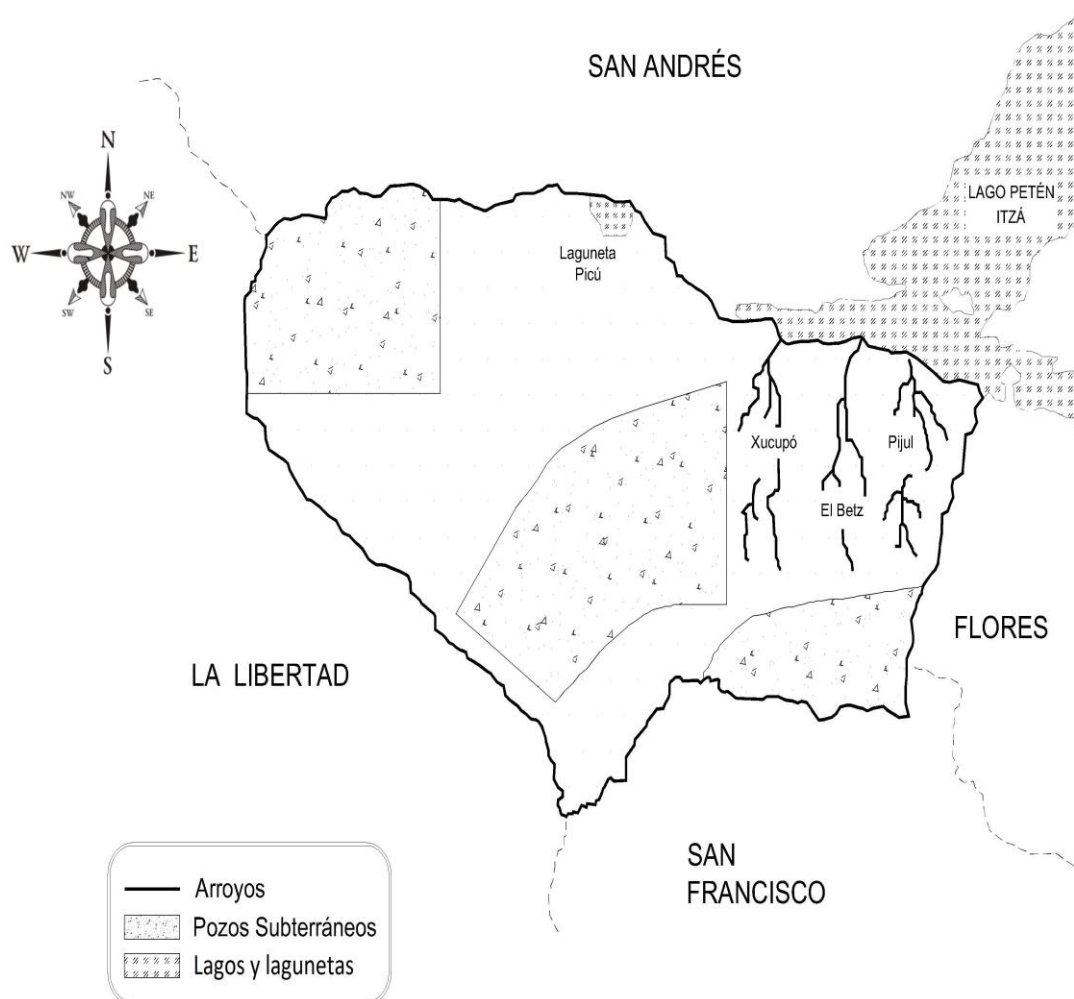 SAN ANDRÉS
N
NW
NE
W
E
SW
SE
S
LAGO PETÉN
ITZÁ
Laguneta
Picú
Xucupó
Pijul
El Betz
FLORES
LA LIBERTAD
SAN
FRANCISCO
Arroyos
Pozos Subterráneos
Lagos y lagunetas